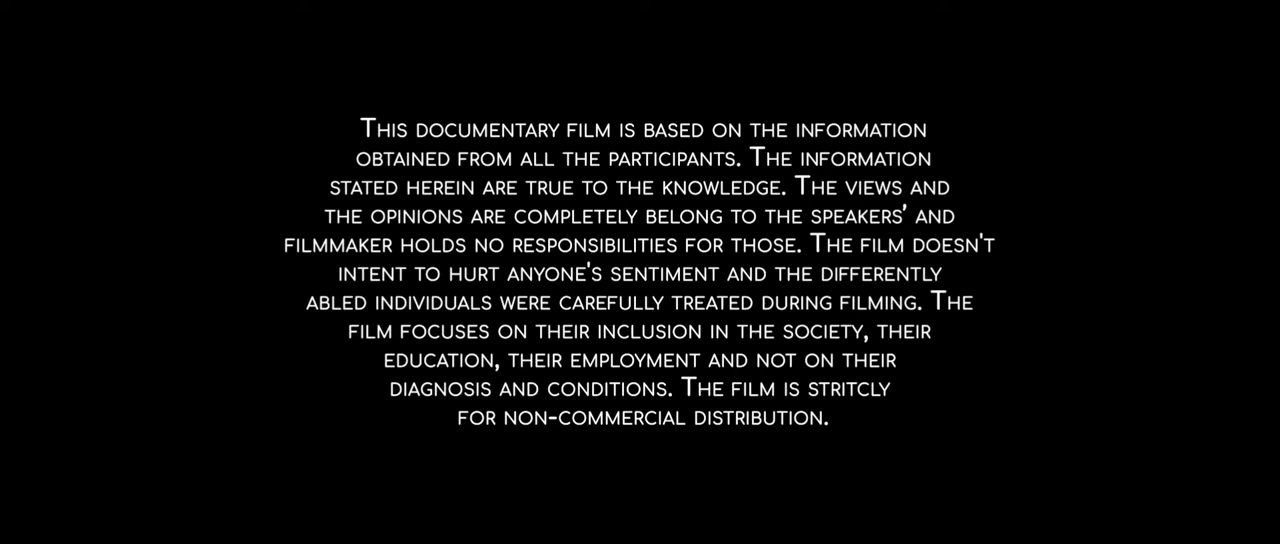 This documentary film is based on the information
obtained from all the participants. The information
stated herein are true to the knowledge. The views and
the opinions are completely belong to the speakers' and
filmmaker holds no responsibilities for those. The film doesn't
intent to hurt anyone's sentiment and the differently
abled individuals were carefully treated during filming. The
film focuses on their inclusion in the society, their
education, their employment and not on their
diagnosis and conditions. The film is stritcly
for non-commercial distribution.